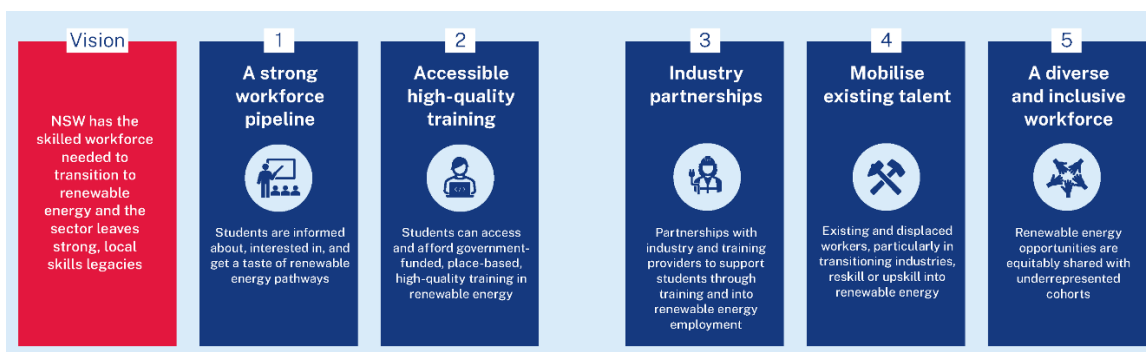 Vision
NSW has the
skilled workforce
needed to
transition to
renewable
energy and the
sector leaves
strong, local
skills legacies
1
A strong
workforce
pipeline
Students are informed
about, interested in, and
get a taste of renewable
energy pathways
2
Accessible
high-quality
training
</>
Students can access
and afford government-
funded, place-based,
high-quality training in
renewable energy
3
Industry
partnerships
Partnerships with
industry and training
providers to support
students through
training and into
renewable energy
employment
4
Mobilise
existing talent
Existing and displaced
workers, particularly in
transitioning industries,
reskill or upskill into
renewable energy
5
A diverse
and inclusive
workforce
Renewable energy
opportunities are
equitably shared with
underrepresented
cohorts